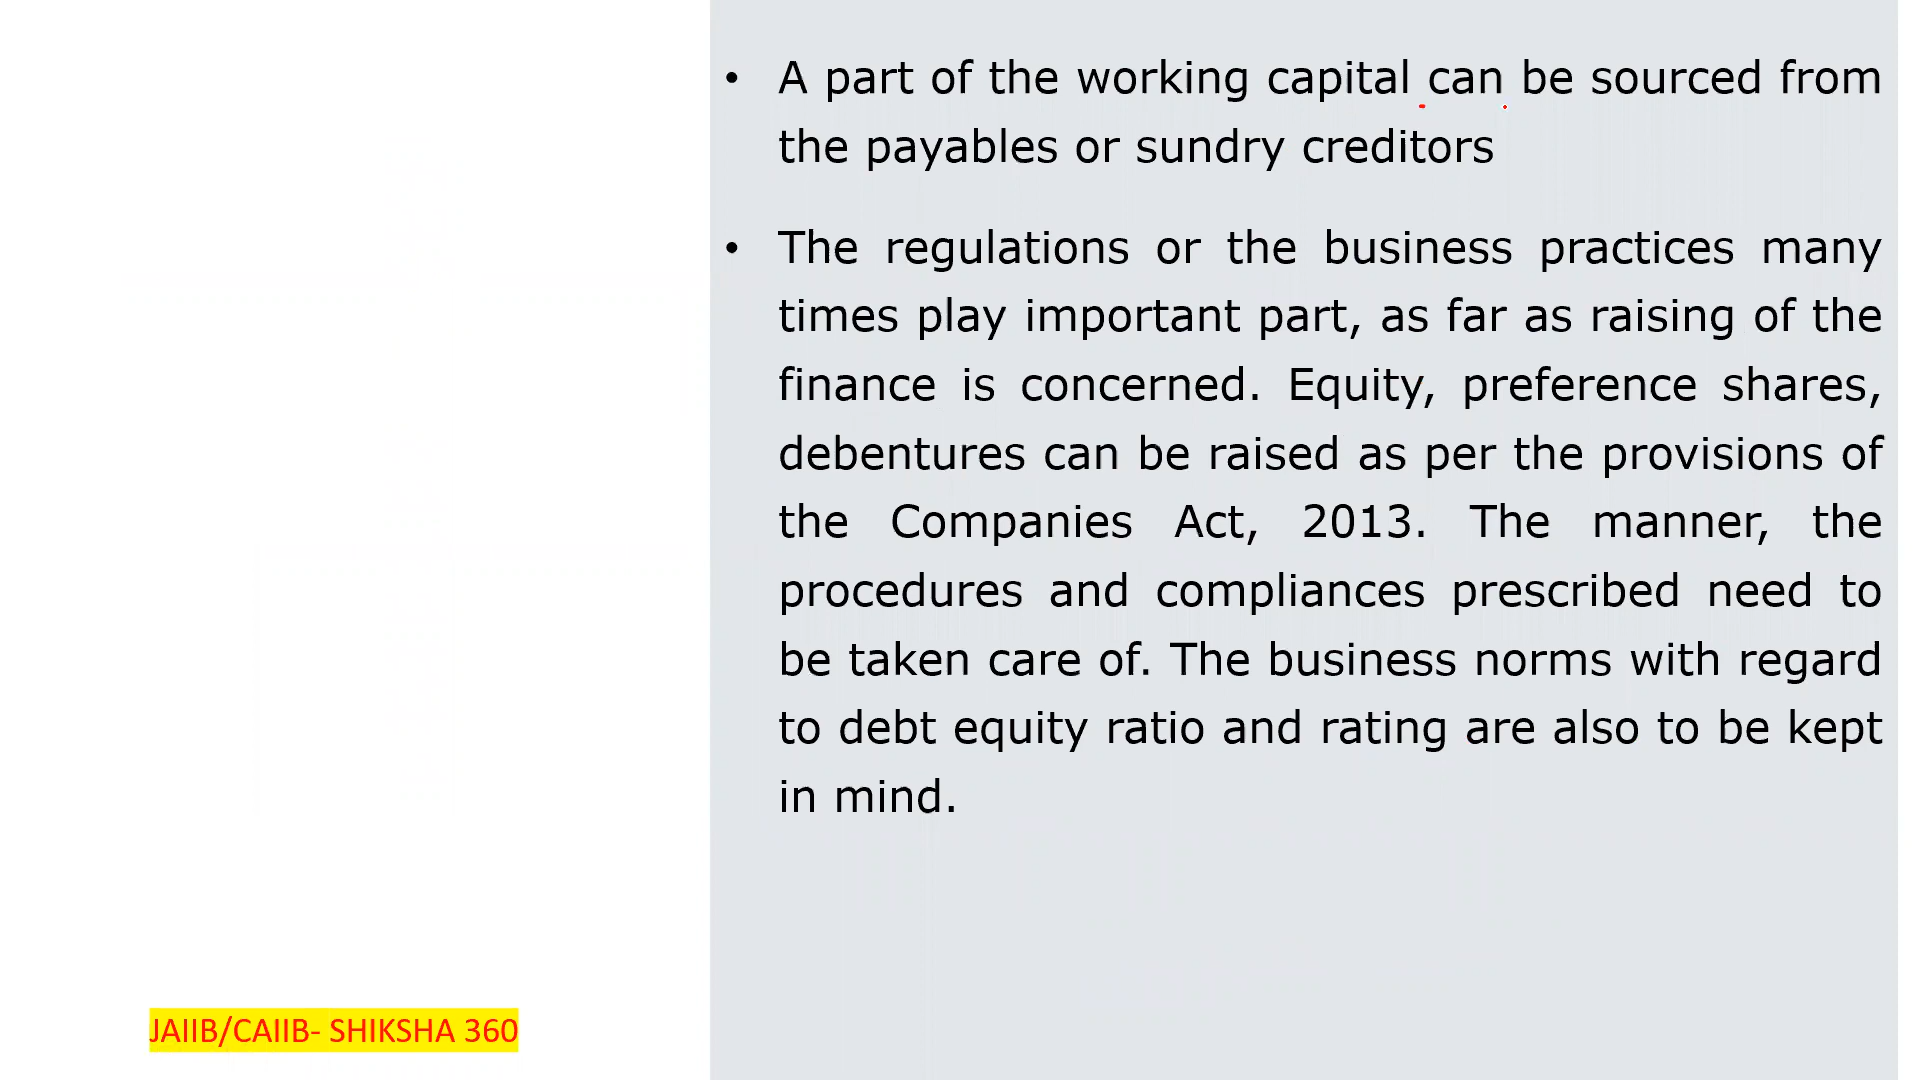 • A part of the working capital can be sourced from
the payables or sundry creditors
• The regulations or the business practices many
times play important part, as far as raising of the
finance is concerned. Equity, preference shares,
debentures can be raised as per the provisions of
the Companies Act, 2013. The manner, the
procedures and compliances prescribed need to
be taken care of. The business norms with regard
to debt equity ratio and rating are also to be kept
in mind.
JAIIB/CAIIB- SHIKSHA 360